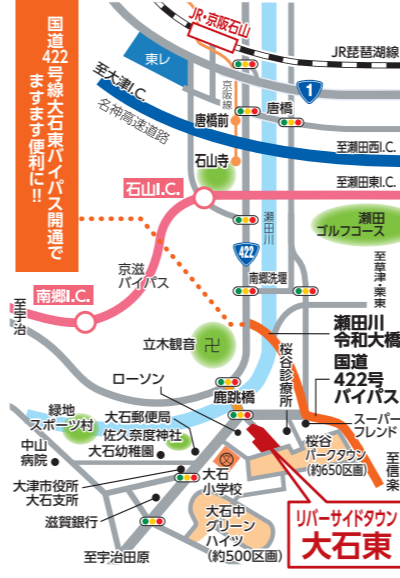 国道422号線大石東バイパス開通で
ますます便利に!!
JR・京阪石山
JR琵琶湖線
東レ
至大津I.C.
名神高速道路
京阪線
唐橋
唐橋前
1
石山寺
至瀬田西I.C.
至瀬田東I.C.
石山I.C.
瀬田川
瀬田
ゴルフコース
422
京滋
バイパス
南郷洗堰
至草津・栗東
南郷I.C.
至宇治
立木観音
卍
瀬田川
令和大橋
国道
422号
バイパス
桜谷診療所
ローソン
鹿跳橋
スーパー
フレンド
緑地
スポーツ村
大石郵便局
佐久奈度神社
大石幼稚園
中山
病院
桜谷
パークタウン
(約650区画)
至信楽
文
大石
小学校
大津市役所
大石支所
滋賀銀行
大石中
グリーン
ハイツ
(約500区画)
至宇治田原
リバーサイドタウン
大石東